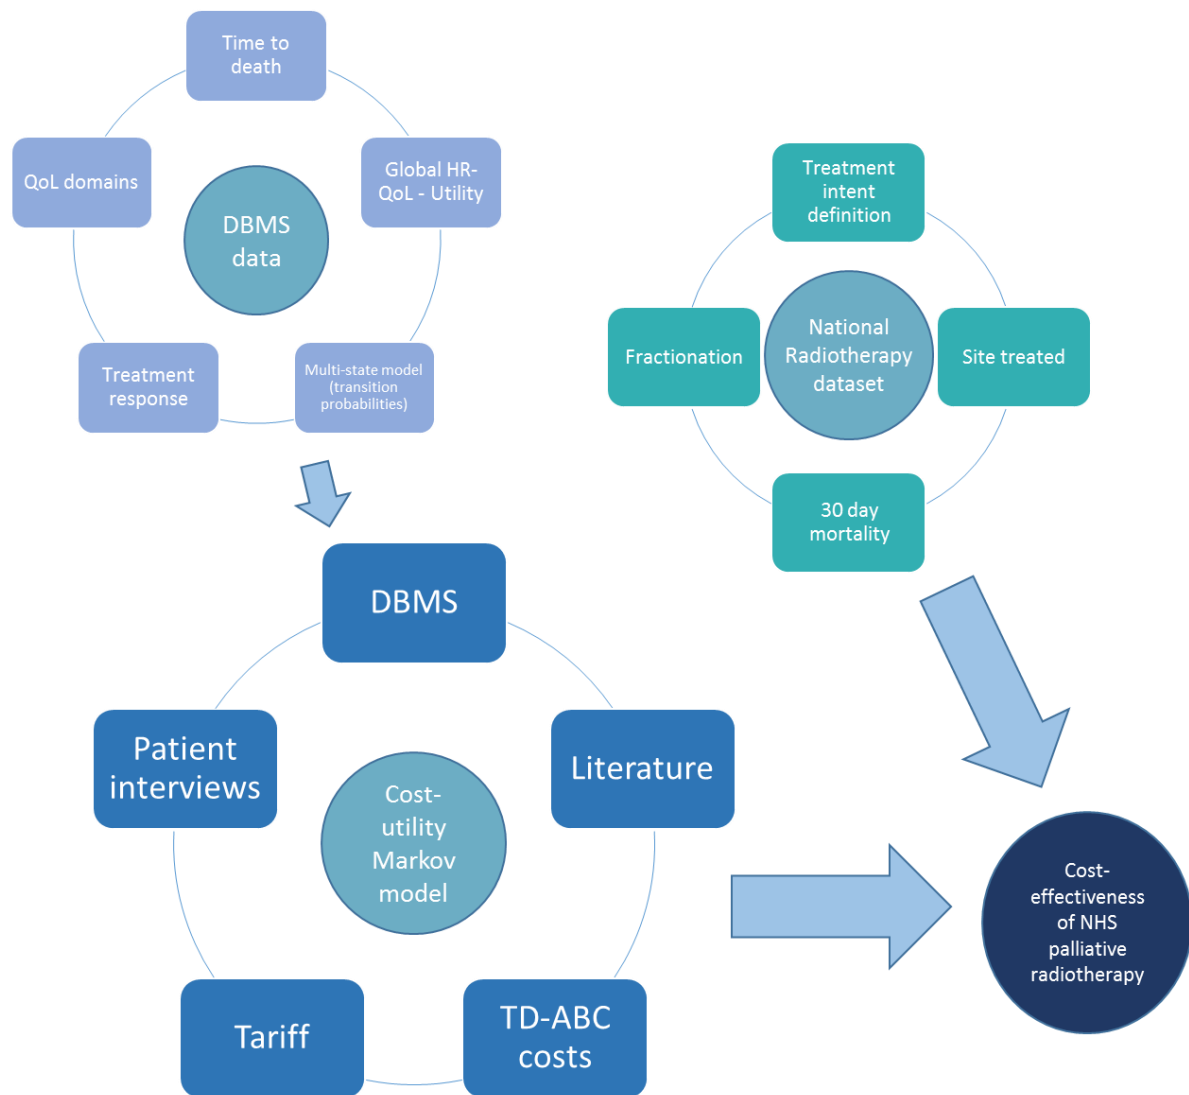 Time to
death
QoL domains
Global HR-
QoL - Utility
DBMS
data
Treatment
response
Multi-state model
(transition
probabilities)
Treatment
intent
definition
Fractionation
National
Radiotherapy
dataset
Site treated
30 day
mortality
DBMS
Patient
interviews
Literature
Cost-
utility
Markov
model
Tariff
TD-ABC
costs
Cost-
effectiveness
of NHS
palliative
radiotherapy